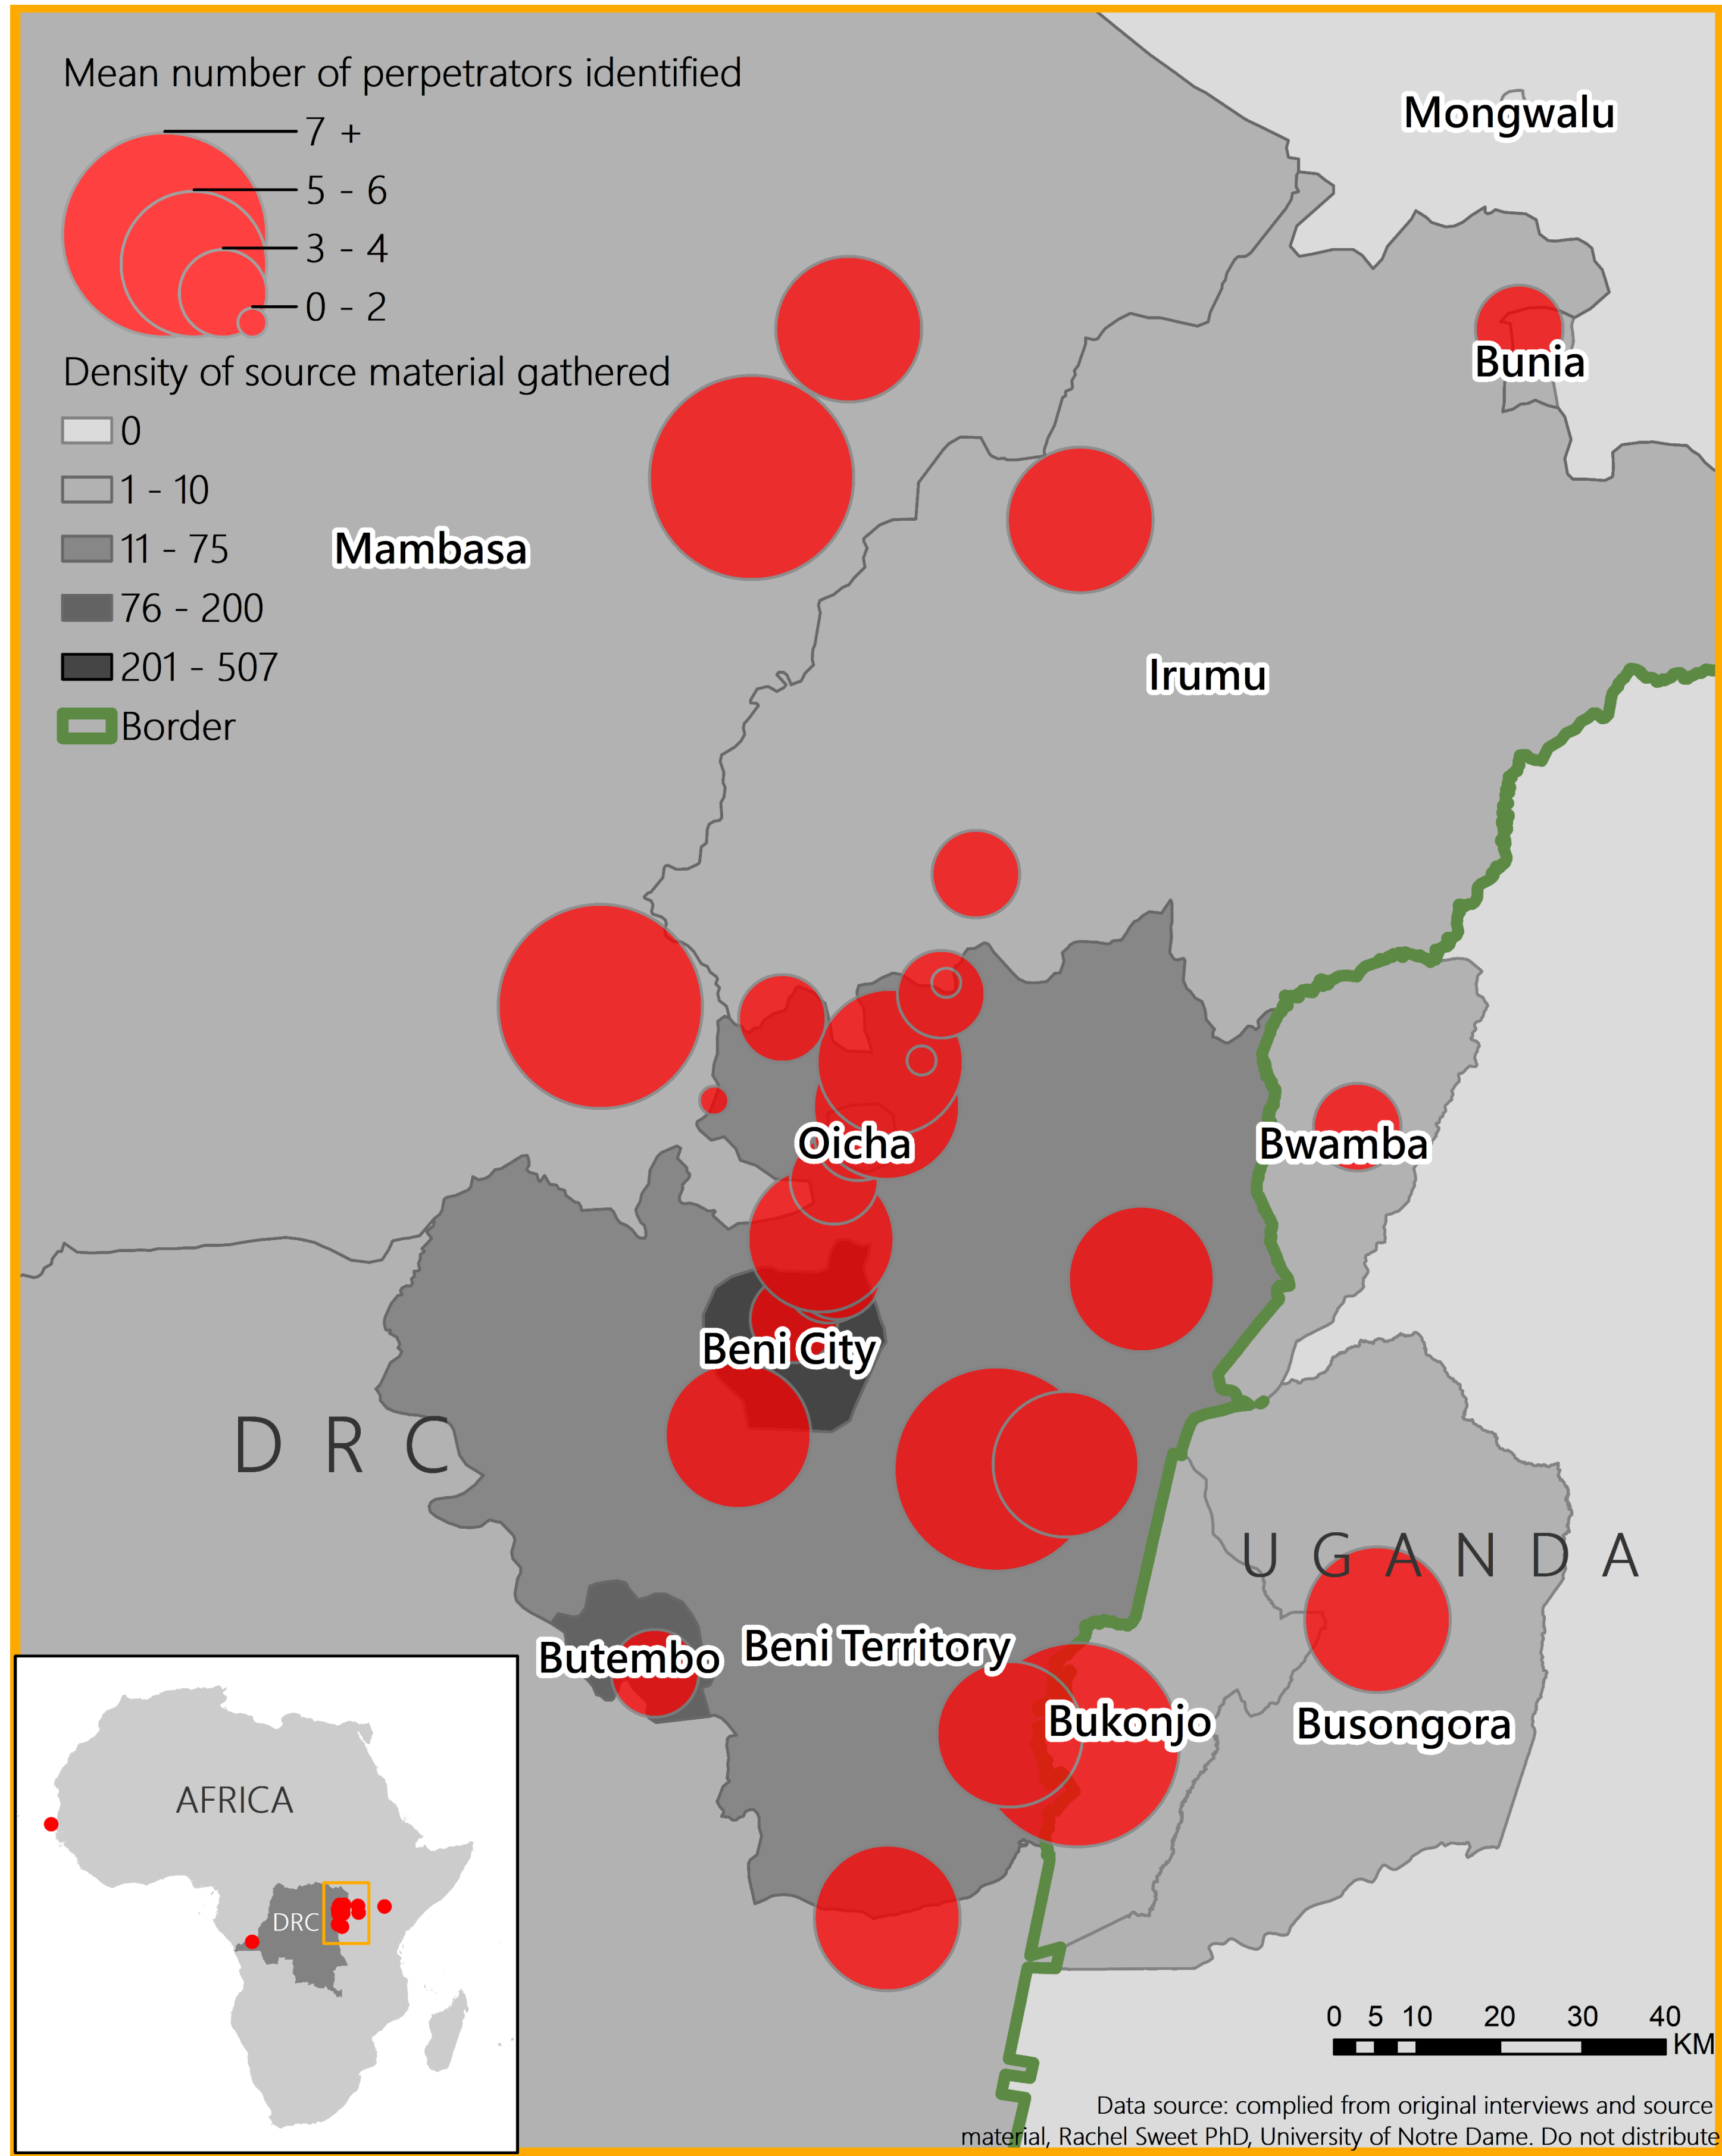 Mean number of perpetrators identified
7 +
5 - 6
3 - 4
0 - 2
Density of source material gathered
0
1 - 10
11 - 75
76 - 200
201 - 507
Border
Mongwalu
Bunia
Mambasa
Irumu
Oicha
Bwamba
Beni City
DRC
UGANDA
Butembo
Beni Territory
Bukonjo
Busongora
AFRICA
DRC
0 5 10 20 30 40
KM
Data source: complied from original interviews and source
material, Rachel Sweet PhD, University of Notre Dame. Do not distribute